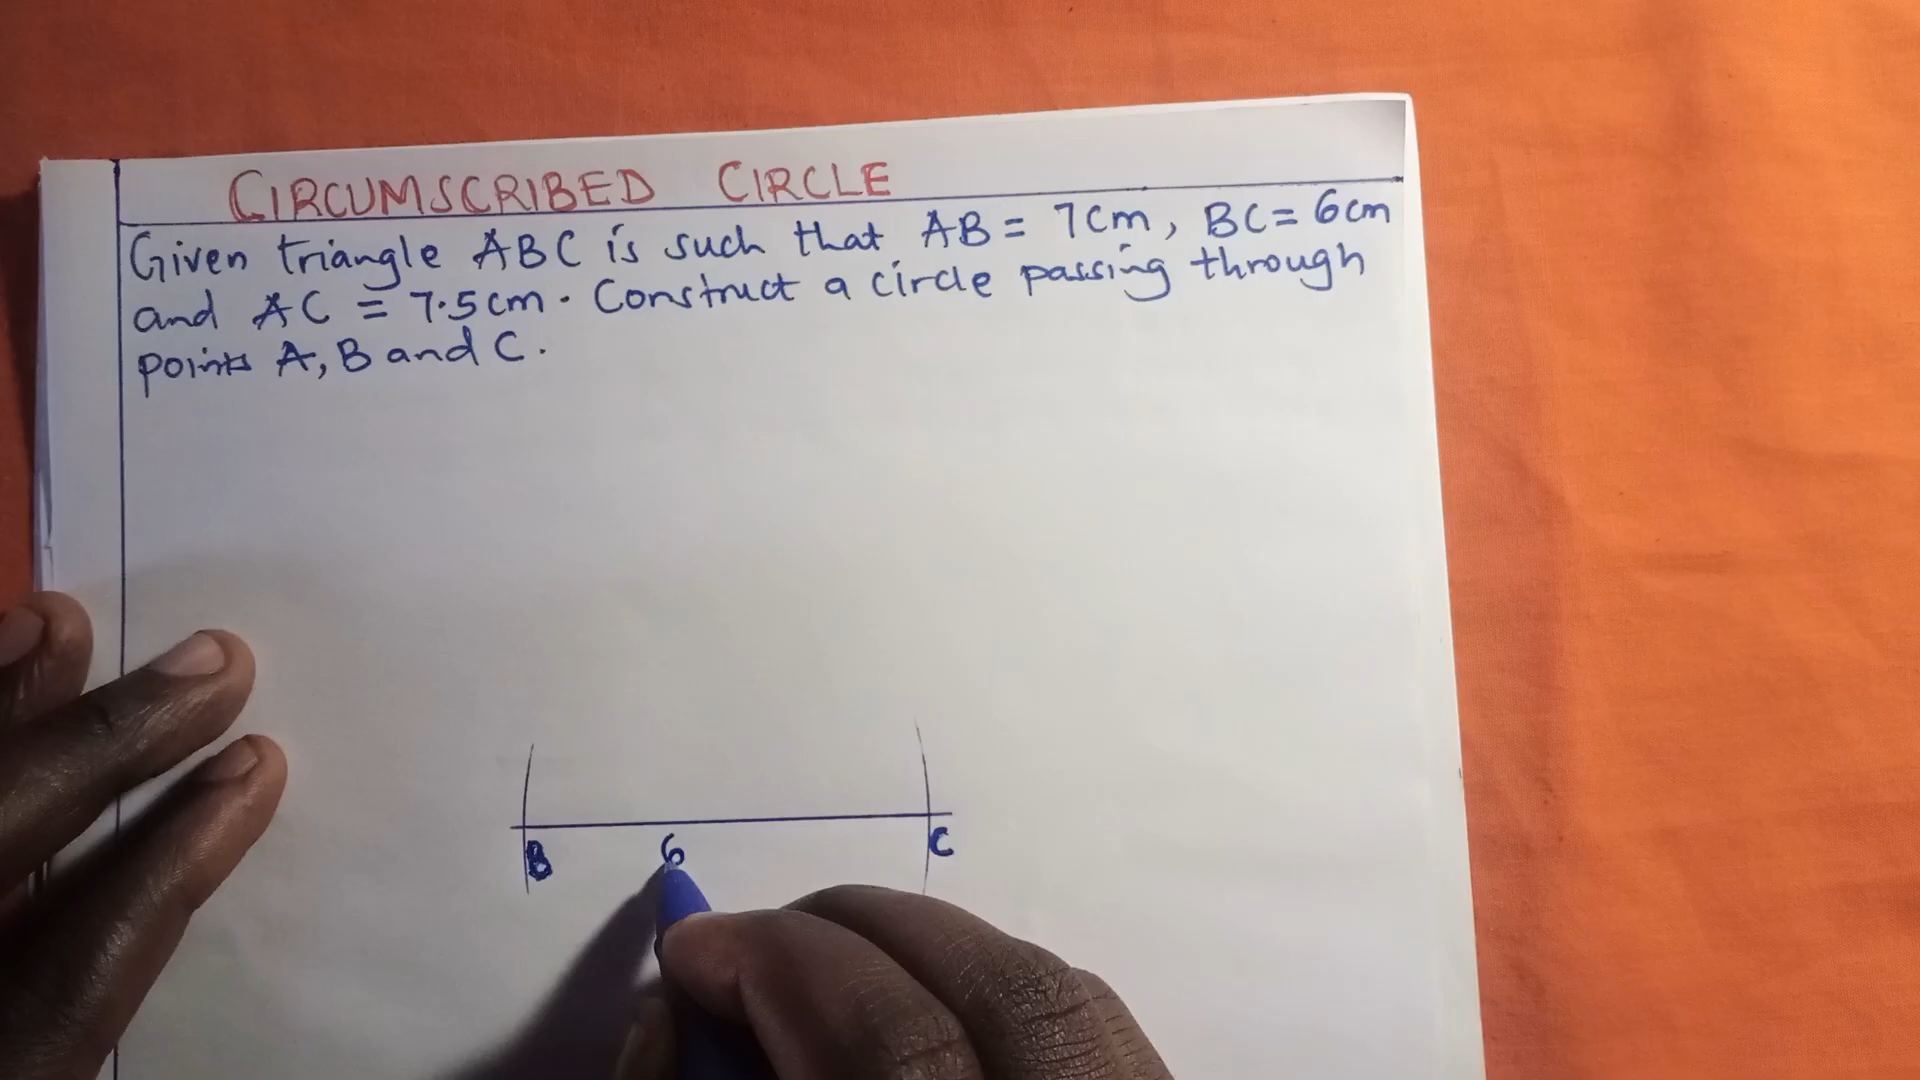 CIRCUMSCRIBED CIRCLE
Given triangle ABC is such that AB = 7cm, BC = 6cm
and AC = 7.5cm. Construct a circle passing through
points A, B and C.
B 6 C